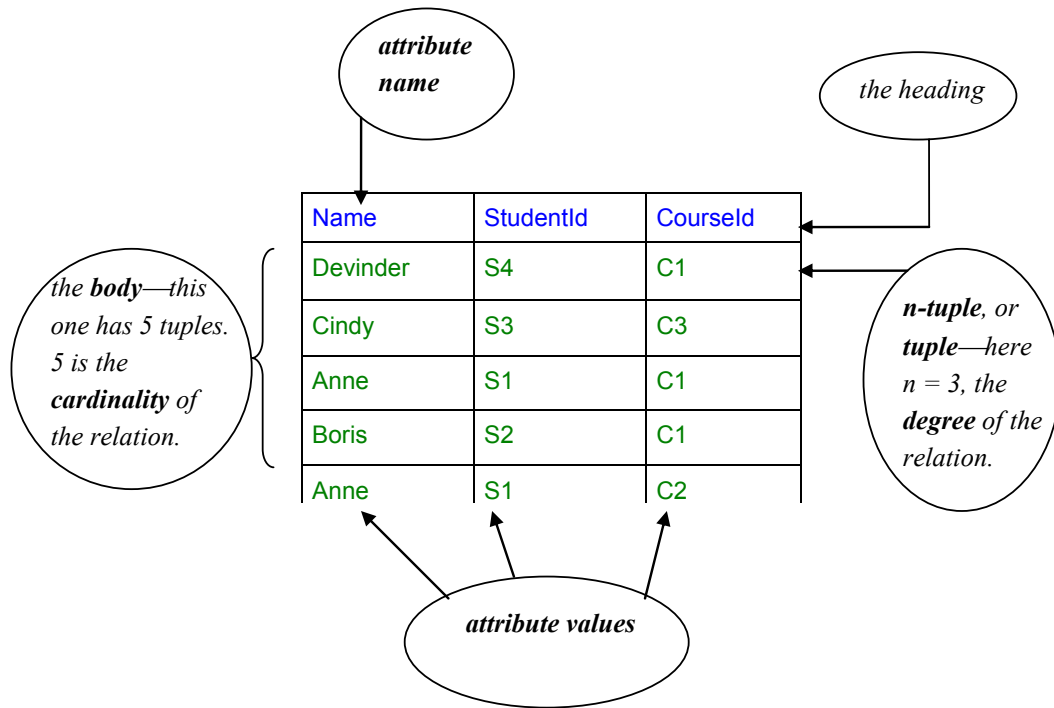 attribute
name
the heading
Name StudentId CourseId
Devinder S4 C1
Cindy S3 C3
Anne S1 C1
Boris S2 C1
Anne S1 C2
the body—this
one has 5 tuples.
5 is the
cardinality of
the relation.
n-tuple, or
tuple—here
n = 3, the
degree of the
relation.
attribute values